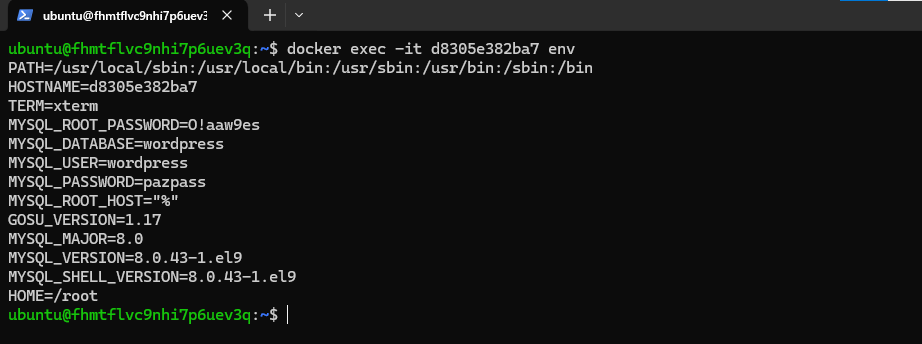 ubuntu@fhmtflvc9nhi7p6uev3
ubuntu@fhmtflvc9nhi7p6uev3q:~$ docker exec -it d8305e382ba7 env
PATH=/usr/local/sbin:/usr/local/bin:/usr/sbin:/usr/bin:/sbin:/bin
HOSTNAME=d8305e382ba7
TERM=xterm
MYSQL_ROOT_PASSWORD=O!aaw9es
MYSQL_DATABASE=wordpress
MYSQL_USER=wordpress
MYSQL_PASSWORD=pazpass
MYSQL_ROOT_HOST="%"
GOSU_VERSION=1.17
MYSQL_MAJOR=8.0
MYSQL_VERSION=8.0.43-1.el9
MYSQL_SHELL_VERSION=8.0.43-1.el9
HOME=/root
ubuntu@fhmtflvc9nhi7p6uev3q:~$